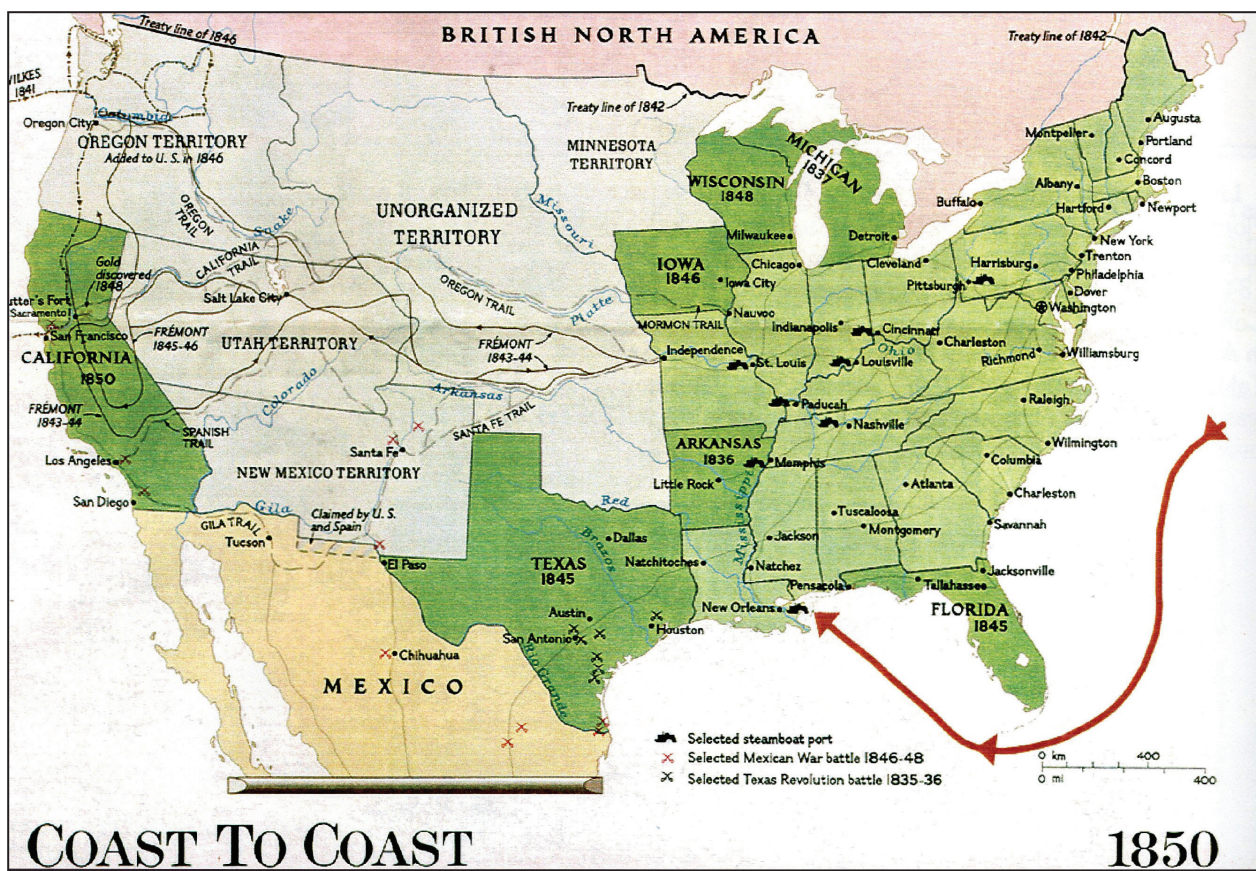 Treaty line of 1846
BRITISH NORTH AMERICA
Treaty line of 1842
WILKES
1841
Columbia
Oregon City
OREGON TERRITORY
Added to U. S. in 1846
Treaty line of 1842
MINNESOTA
TERRITORY
WISCONSIN
1848
MICHIGAN
1837
Montpelier
Augusta
Portland
Concord
Boston
Albany
Hartford
Newport
Buffalo
OREGON
TRAIL
Snake
UNORGANIZED
TERRITORY
Missouri
Milwaukee
Detroit
New York
Trenton
Philadelphia
Dover
Washington
Harrisburg
Pittsburgh
Cleveland
Chicago
IOWA
1846
Iowa City
Gold
discovered
1848
CALIFORNIA
TRAIL
OREGON TRAIL
Platte
MORMON TRAIL
Nauvoo
Indianapolis
Cincinnati
utter's Fort
Sacramento
Salt Lake City
San Francisco
FRÉMONT
1845-46
UTAH TERRITORY
FRÉMONT
1843-44
Independence
St. Louis
Louisville
Ohio
Charleston
Richmond
Williamsburg
CALIFORNIA
1850
Colorado
Arkansas
Paducah
Nashville
Raleigh
FRÉMONT
1843-44
SPANISH
TRAIL
SANTA FE TRAIL
Santa Fe
ARKANSAS
1836
Memphis
Wilmington
Columbia
Los Angeles
NEW MEXICO TERRITORY
Little Rock
Mississippi
Atlanta
Charleston
San Diego
Gila
GILA TRAIL
Tucson
Claimed by U. S.
and Spain
Red
Tuscaloosa
Montgomery
Savannah
El Paso
TEXAS
1845
Brazos
Dallas
Natchitoches
Jackson
Natchez
Pensacola
Tallahassee
Jacksonville
Austin
San Antonio
Houston
New Orleans
FLORIDA
1845
Chihuahua
Rio Grande
MEXICO
Selected steamboat port
Selected Mexican War battle 1846-48
Selected Texas Revolution battle 1835-36
0 km 400
0 mi 400
COAST TO COAST
1850